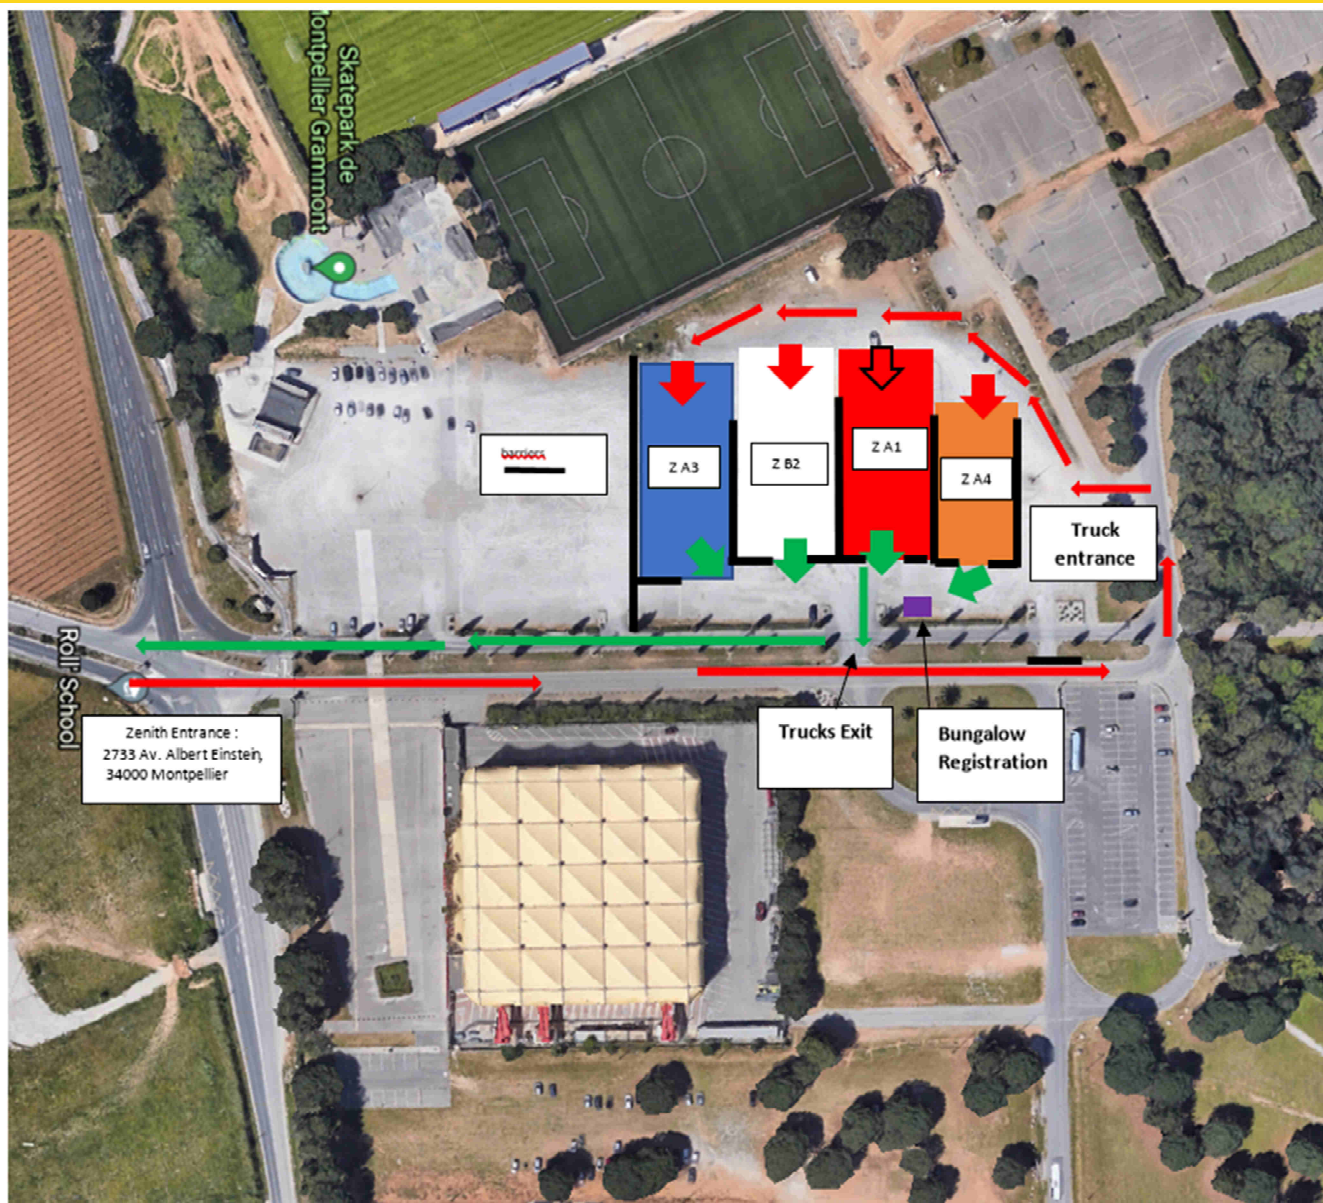 Skatepark de
Montpellier Grammont
barriers
Z A3
Z B2
Z A1
Z A4
Truck
entrance
Roll' School
Zenith Entrance :
2733 Av. Albert Einstein,
34000 Montpellier
Trucks Exit
Bungalow
Registration